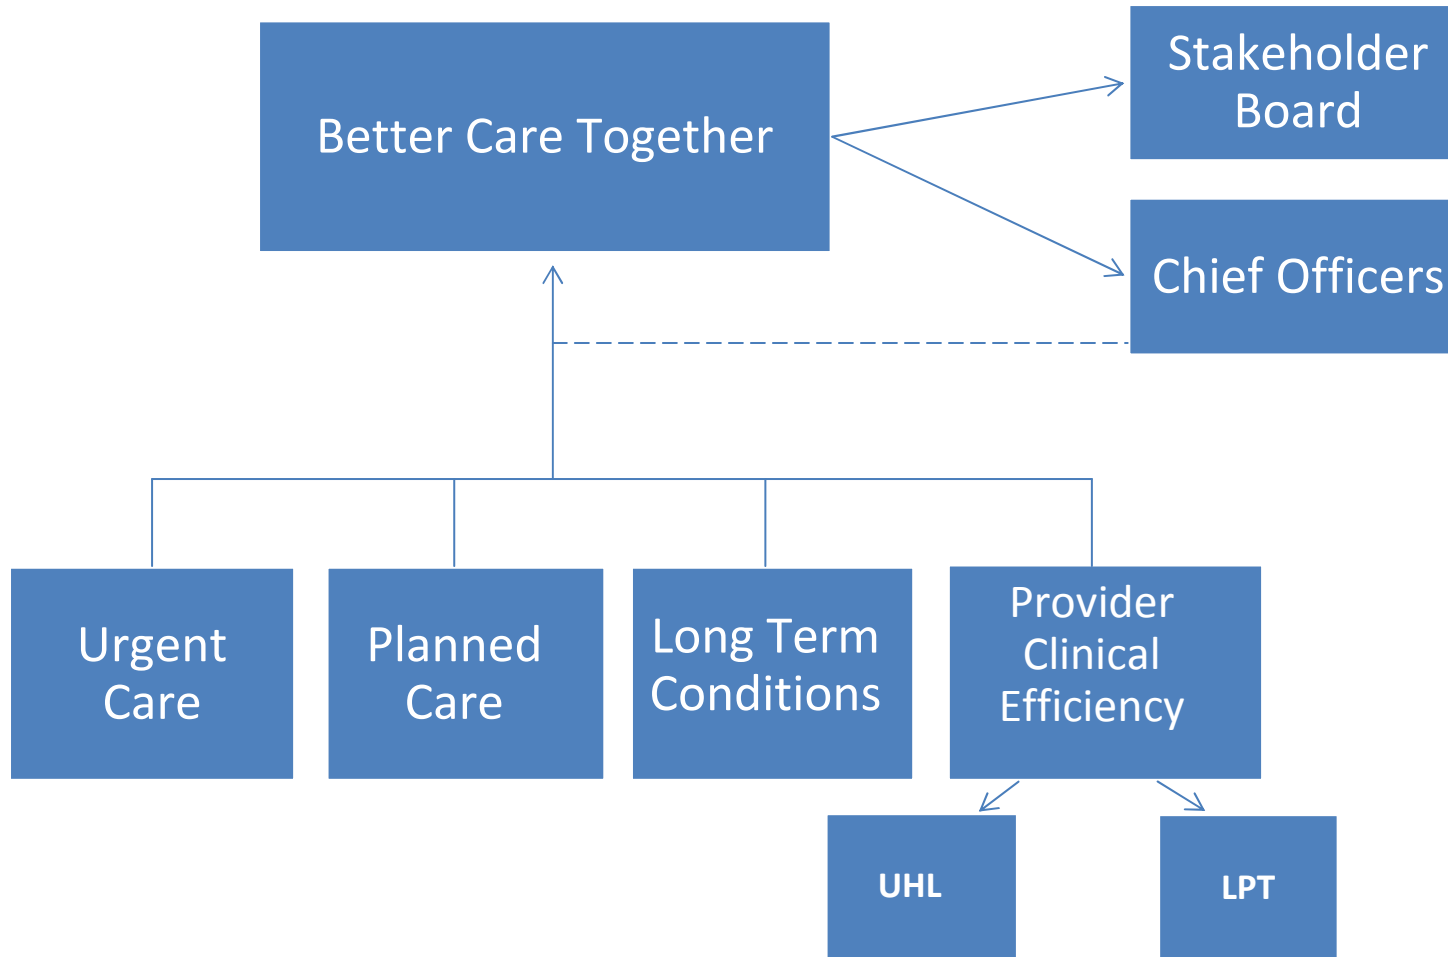 Better Care Together
Stakeholder
Board
Chief Officers
Urgent
Care
Planned
Care
Long Term
Conditions
Provider
Clinical
Efficiency
UHL
LPT